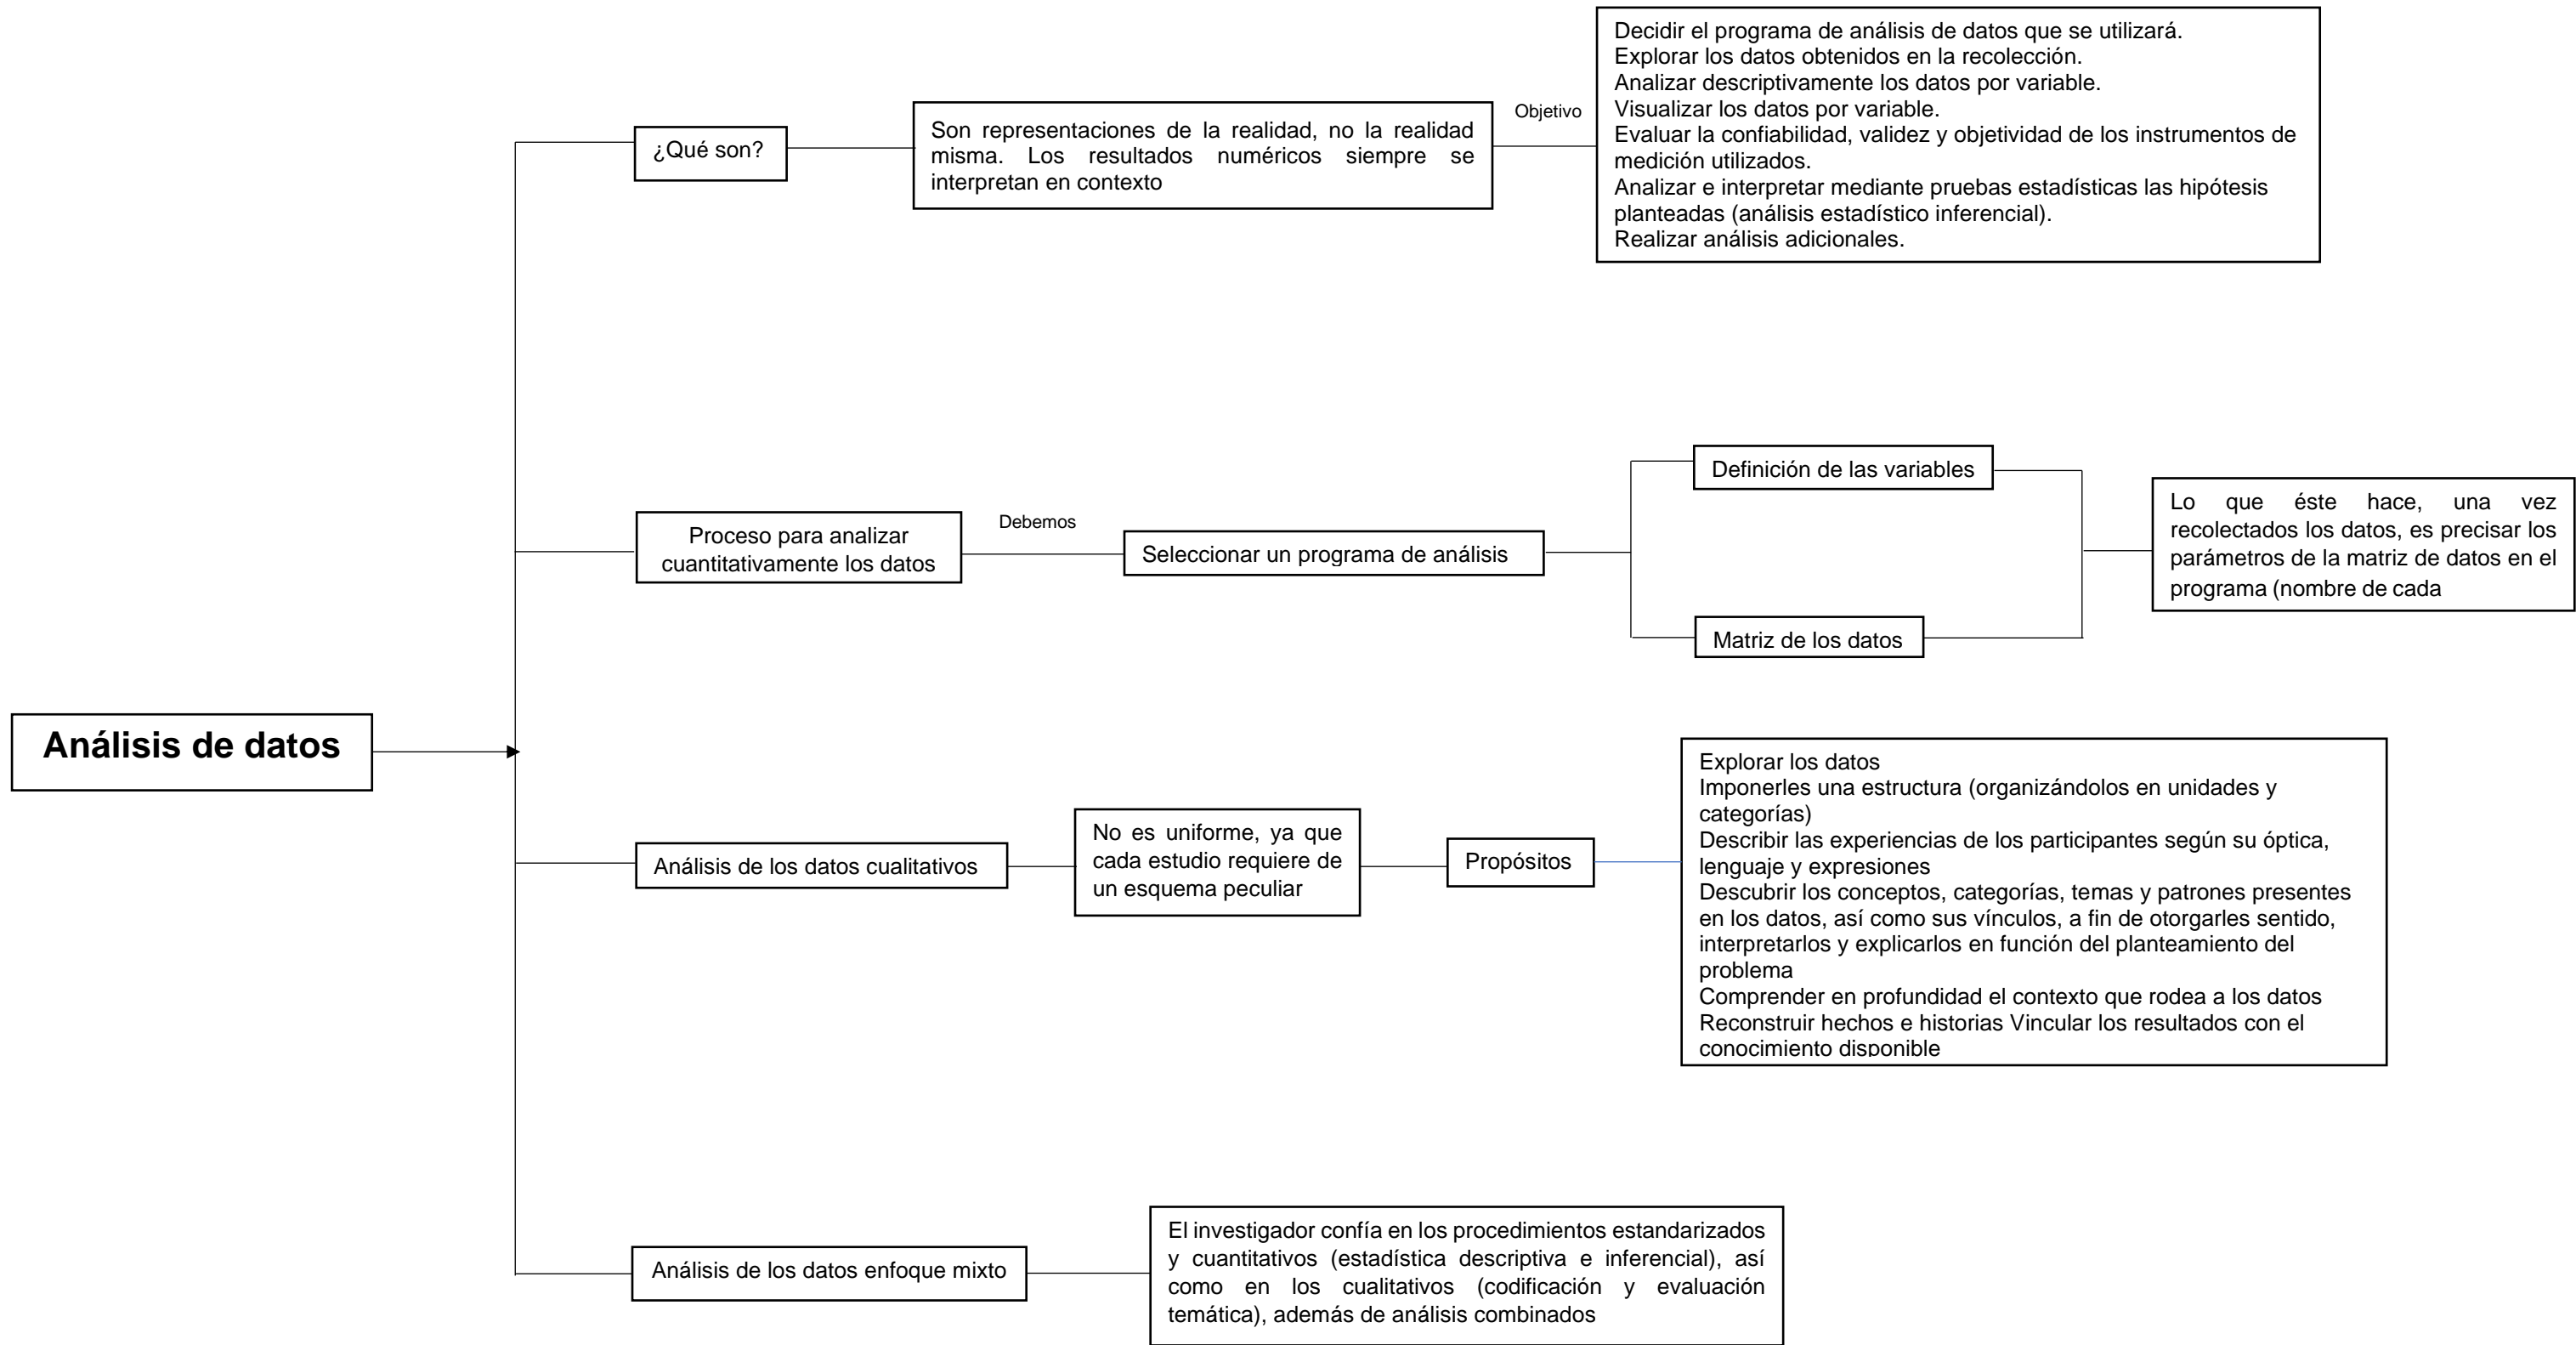 Análisis de datos
¿Qué son?
Son representaciones de la realidad, no la realidad
misma. Los resultados numéricos siempre se
interpretan en contexto
Objetivo
Decidir el programa de análisis de datos que se utilizará.
Explorar los datos obtenidos en la recolección.
Analizar descriptivamente los datos por variable.
Visualizar los datos por variable.
Evaluar la confiabilidad, validez y objetividad de los instrumentos de
medición utilizados.
Analizar e interpretar mediante pruebas estadísticas las hipótesis
planteadas (análisis estadístico inferencial).
Realizar análisis adicionales.
Proceso para analizar
cuantitativamente los datos
Debemos
Seleccionar un programa de análisis
Definición de las variables
Matriz de los datos
Lo que éste hace, una vez
recolectados los datos, es precisar los
parámetros de la matriz de datos en el
programa (nombre de cada
Análisis de los datos cualitativos
No es uniforme, ya que
cada estudio requiere de
un esquema peculiar
Propósitos
Explorar los datos
Imponerles una estructura (organizándolos en unidades y
categorías)
Describir las experiencias de los participantes según su óptica,
lenguaje y expresiones
Descubrir los conceptos, categorías, temas y patrones presentes
en los datos, así como sus vínculos, a fin de otorgarles sentido,
interpretarlos y explicarlos en función del planteamiento del
problema
Comprender en profundidad el contexto que rodea a los datos
Reconstruir hechos e historias Vincular los resultados con el
conocimiento disponible
Análisis de los datos enfoque mixto
El investigador confía en los procedimientos estandarizados
y cuantitativos (estadística descriptiva e inferencial), así
como en los cualitativos (codificación y evaluación
temática), además de análisis combinados